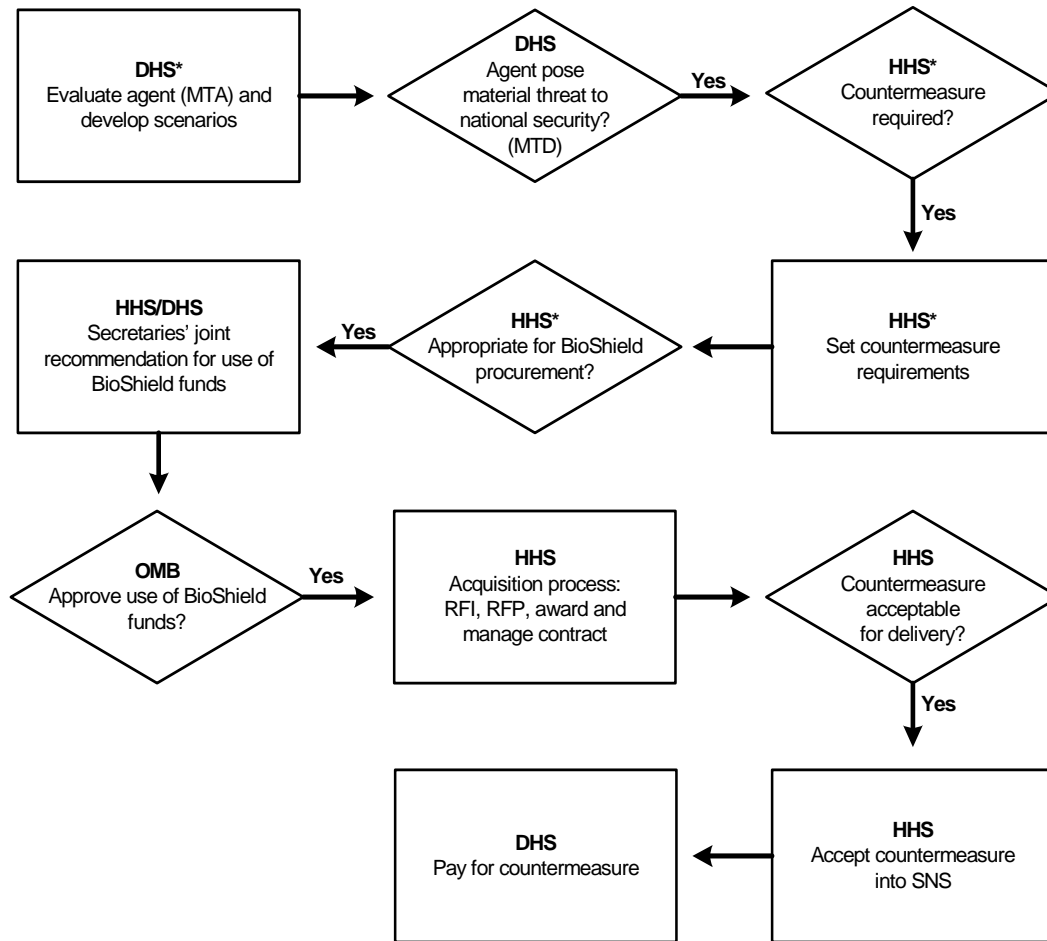 DHS*
Evaluate agent (MTA) and
develop scenarios
DHS
Agent pose
material threat to
national security?
(MTD)
Yes
HHS*
Countermeasure
required?
Yes
HHS*
Set countermeasure
requirements
HHS*
Appropriate for BioShield
procurement?
Yes
HHS/DHS
Secretaries’ joint
recommendation for use of
BioShield funds
OMB
Approve use of BioShield
funds?
Yes
HHS
Acquisition process:
RFI, RFP, award and
manage contract
HHS
Countermeasure
acceptable
for delivery?
Yes
HHS
Accept countermeasure
into SNS
DHS
Pay for countermeasure